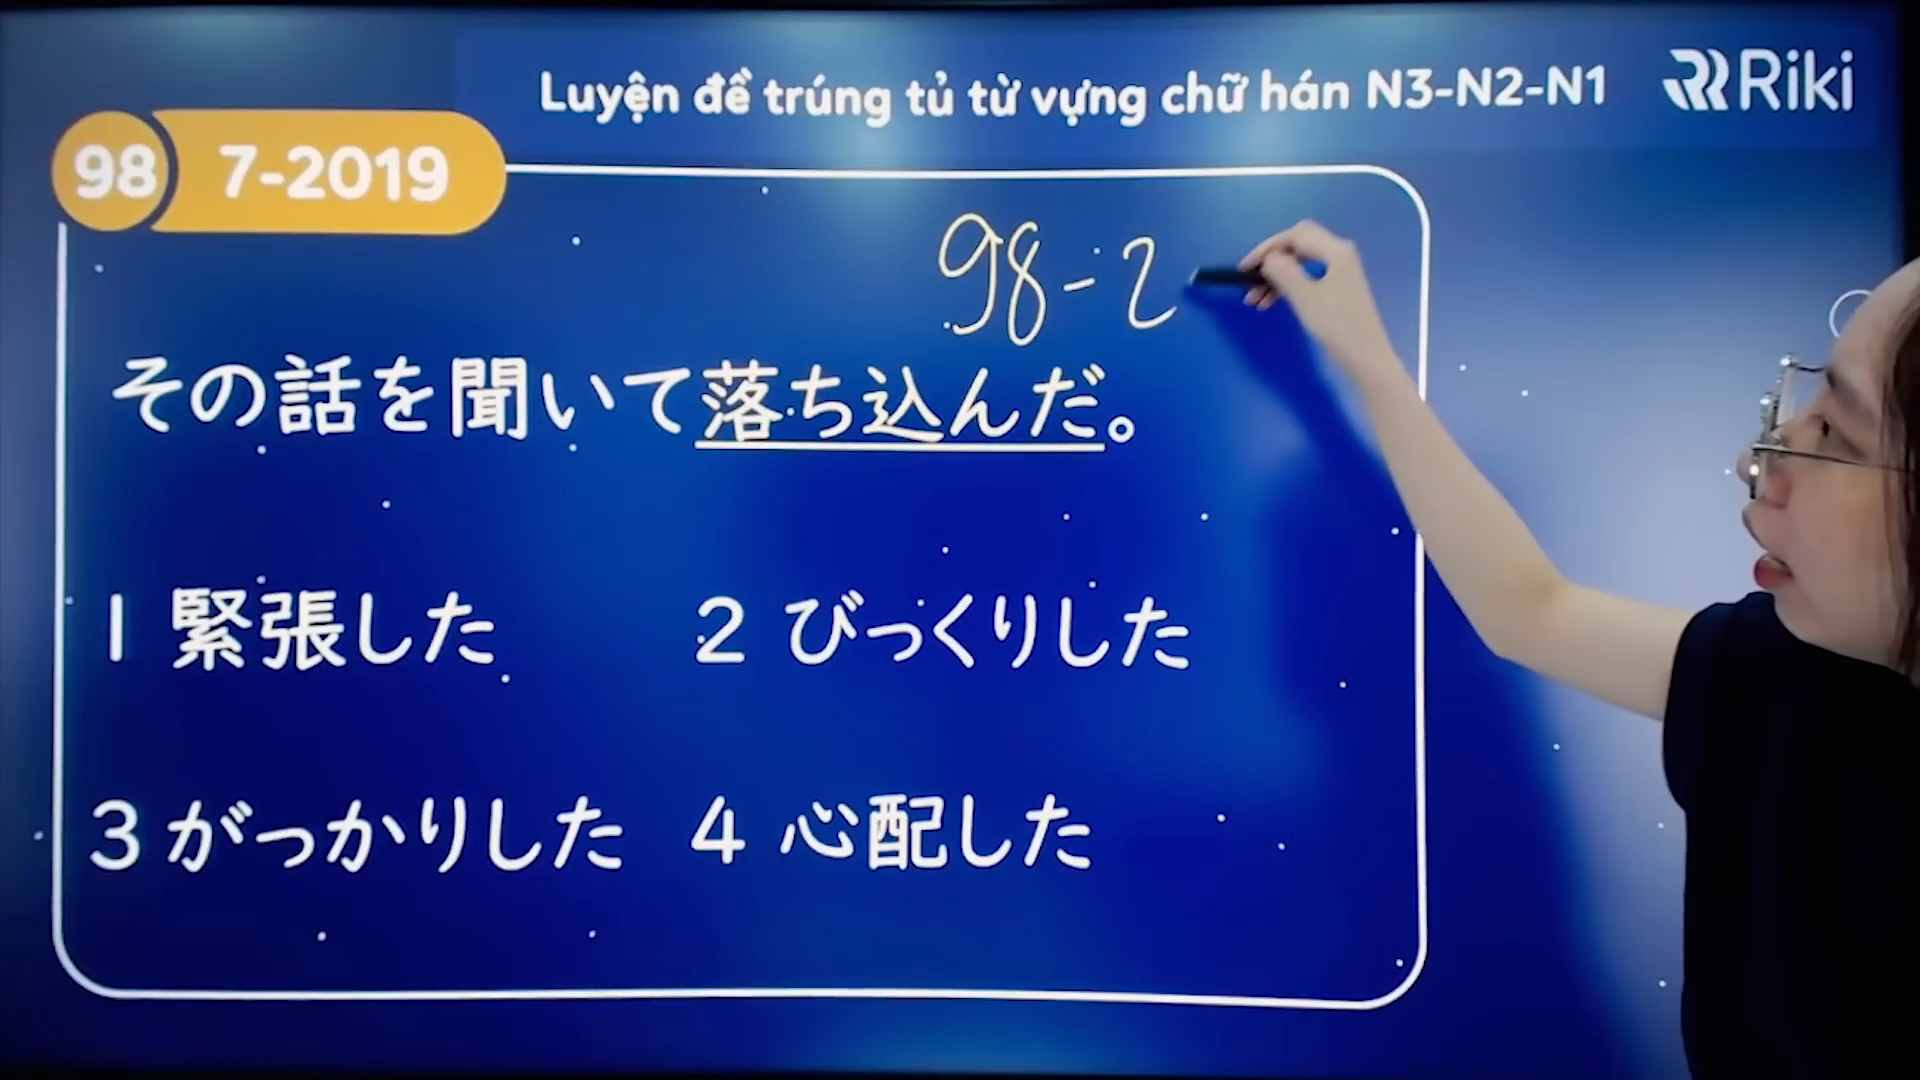 Luyện đề trúng tủ từ vựng chữ hán N3-N2-N1
Riki
98 7-2019
98-2
その話を聞いて落ち込んだ。
1 緊張した 2 びっくりした
3 がっかりした 4 心配した